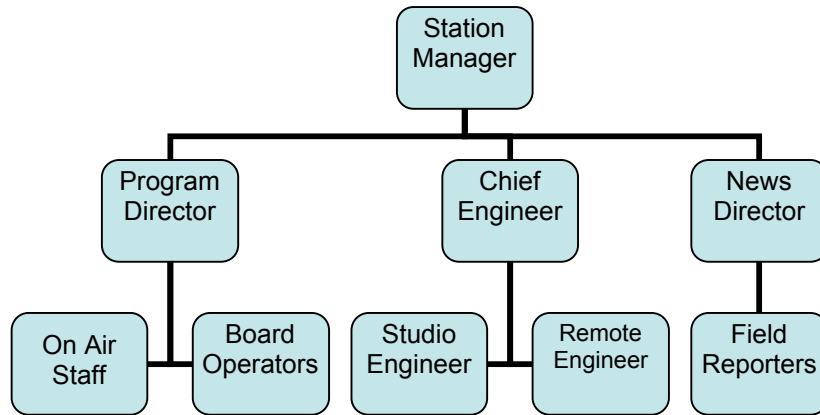 Station
Manager
Program
Director
Chief
Engineer
News
Director
On Air
Staff
Board
Operators
Studio
Engineer
Remote
Engineer
Field
Reporters